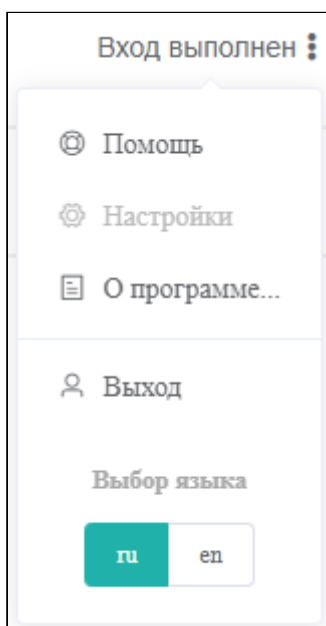 Вход выполнен
Помощь
Настройки
О программе...
Выход
Выбор языка
ru en